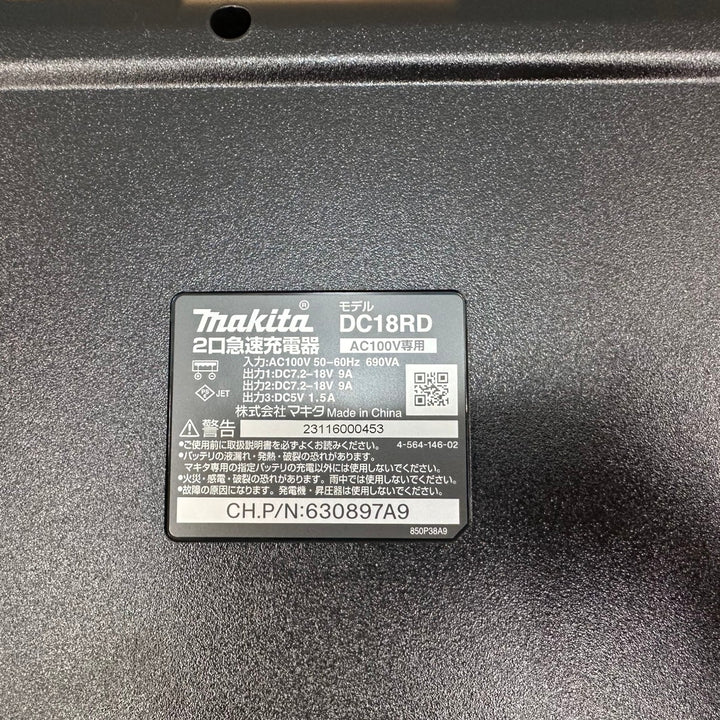 makita®
モデル
DC18RD
2口急速充電器
AC100V専用
入力:AC100V 50-60Hz 690VA
出力1:DC7.2-18V 9A
出力2:DC7.2-18V 9A
出力3:DC5V 1.5A
PS
E
JET
株式会社マキタ Made in China
警告
23116000453
•ご使用前に取扱説明書を必ずよくお読みください。 4-564-146-02
•バッテリの液漏れ・発熱・破裂の恐れがあります。
マキタ専用の指定バッテリの充電以外には使用しないでください。
•火災・感電・破裂の恐れがあります。雨中では使用しないでください。
•故障の原因になります。発電機・昇圧器は使用しないでください。
CH.P/N:630897A9
850P38A9